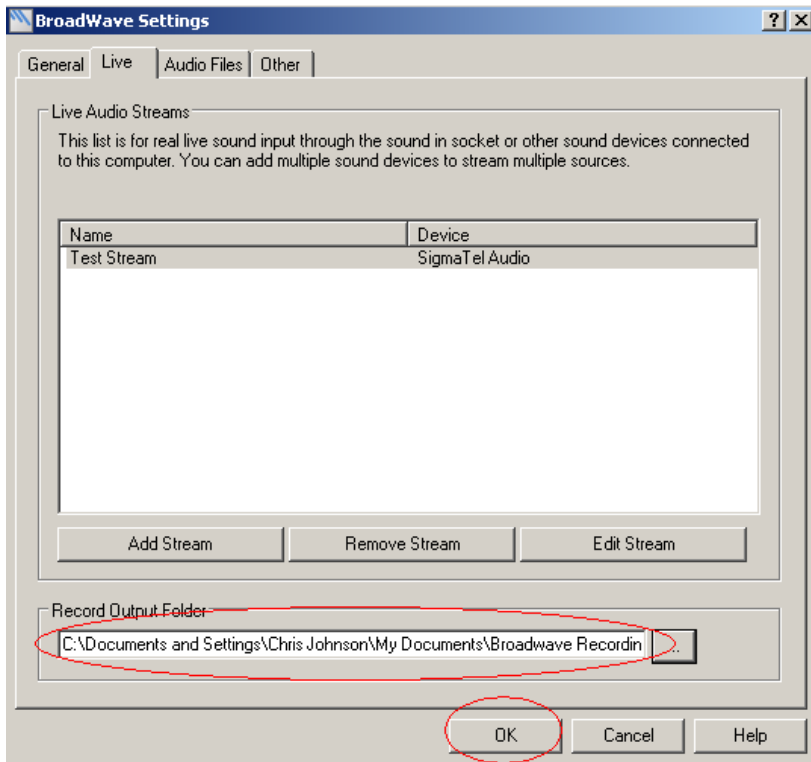 BroadWave Settings
General Live Audio Files Other
Live Audio Streams
This list is for real live sound input through the sound in socket or other sound devices connected
to this computer. You can add multiple sound devices to stream multiple sources.
Name Device
Test Stream SigmaTel Audio
Add Stream Remove Stream Edit Stream
Record Output Folder
C:\Documents and Settings\Chris Johnson\My Documents\Broadwave Recordin ...
OK Cancel Help